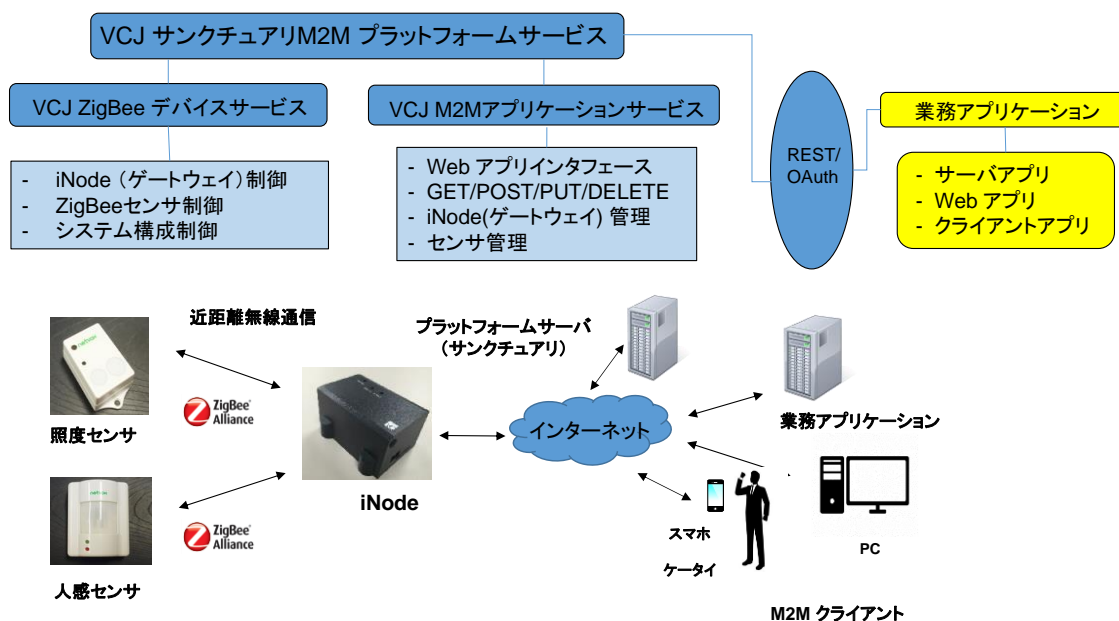 VCJ サンクチュアリM2M プラットフォームサービス
VCJ ZigBee デバイスサービス
VCJ M2Mアプリケーションサービス
REST/
OAuth
業務アプリケーション
- iNode (ゲートウェイ)制御
- ZigBeeセンサ制御
- システム構成制御
- Web アプリインタフェース
- GET/POST/PUT/DELETE
- iNode(ゲートウェイ) 管理
- センサ管理
- サーバアプリ
- Web アプリ
- クライアントアプリ
近距離無線通信
プラットフォームサーバ
(サンクチュアリ)
ZigBee®
Alliance
照度センサ
インターネット
業務アプリケーション
iNode
ZigBee®
Alliance
人感センサ
スマホ
ケータイ
PC
M2M クライアント